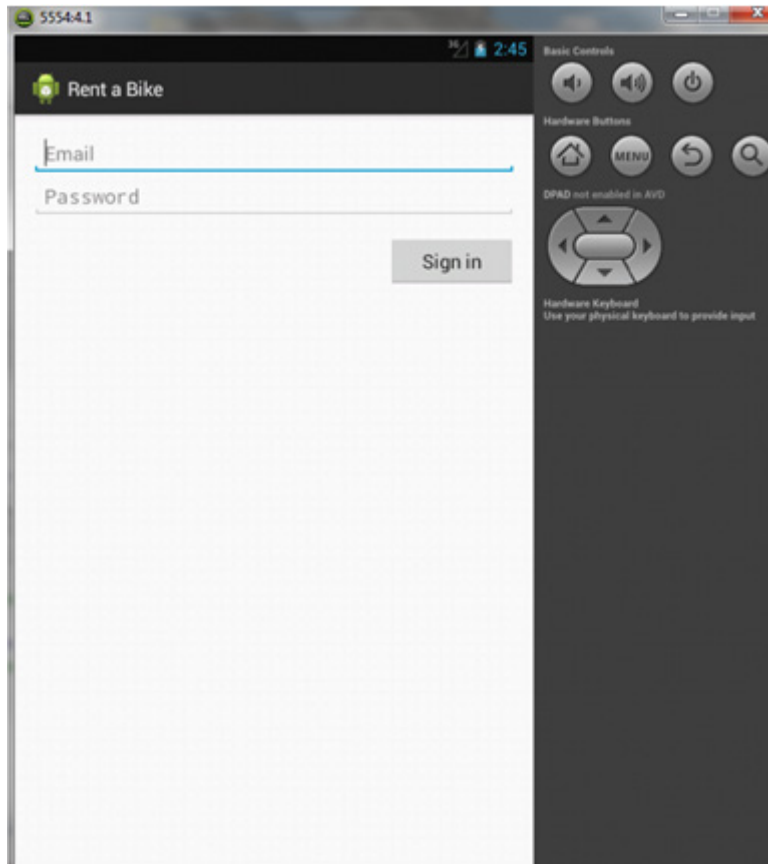 5554:4.1
3G 2:45
Rent a Bike
Email
Password
Sign in
Basic Controls
Hardware Buttons
MENU
DPAD not enabled in AVD
Hardware Keyboard
Use your physical keyboard to provide input